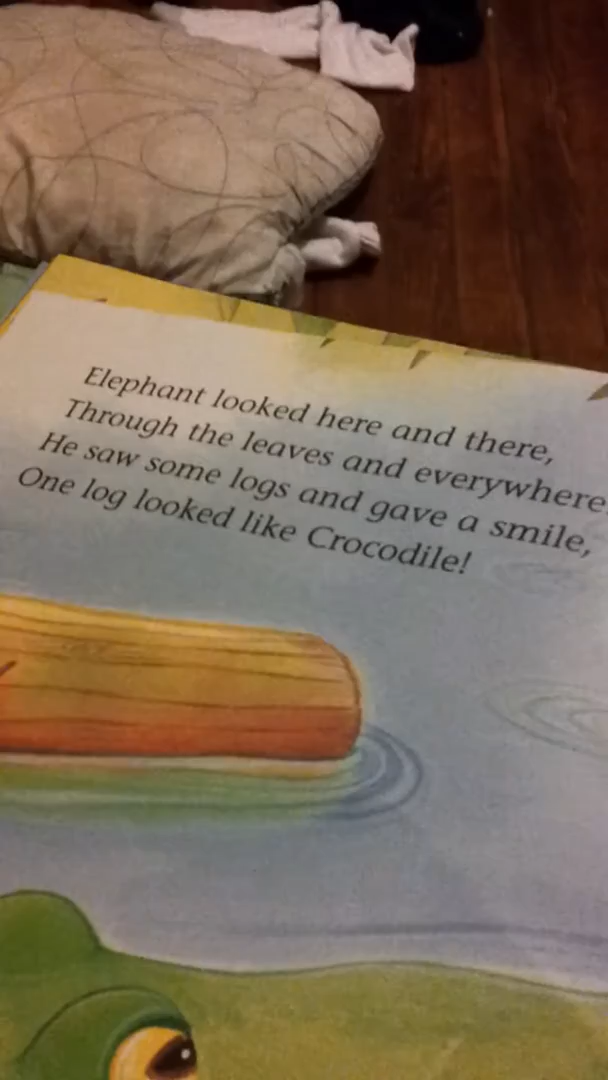 Elephant looked here and there,
Through the leaves and everywhere.
He saw some logs and gave a smile,
One log looked like Crocodile!